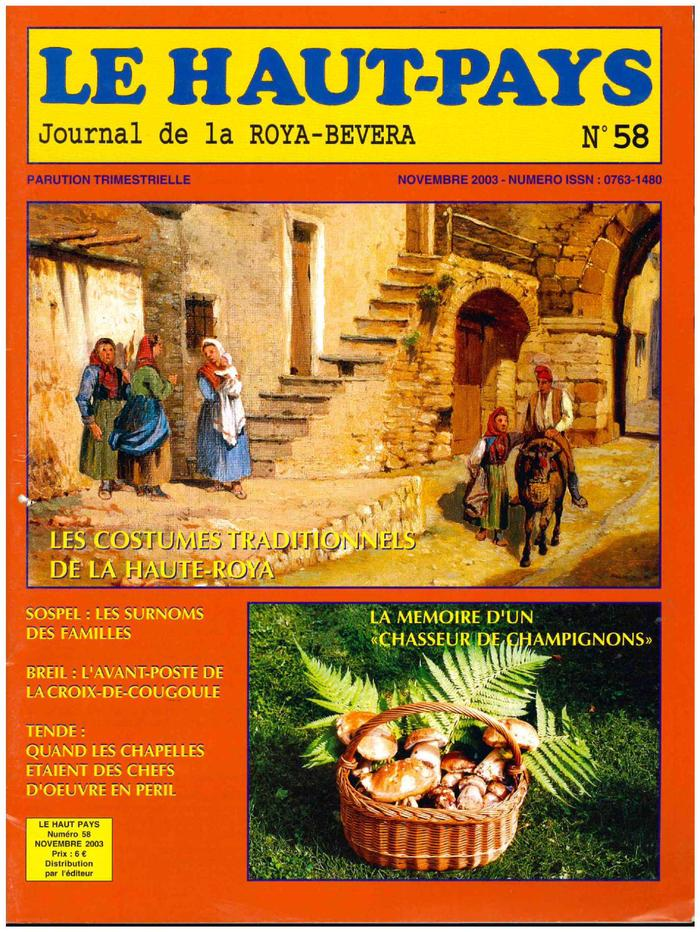 LE HAUT-PAYS
Journal de la ROYA-BEVERA
N° 58
PARUTION TRIMESTRIELLE
NOVEMBRE 2003 - NUMERO ISSN : 0763-1480
LES COSTUMES TRADITIONNELS
DE LA HAUTE-ROYA
SOSPEL : LES SURNOMS
DES FAMILLES
BREIL : L'AVANT-POSTE DE
LA CROIX-DE-COUGOULE
TENDE :
QUAND LES CHAPELLES
ETAIENT DES CHEFS
D'OEUVRE EN PERIL
LA MEMOIRE D'UN
«CHASSEUR DE CHAMPIGNONS»
LE HAUT PAYS
Numéro 58
NOVEMBRE 2003
Prix : 6 €
Distribution
par l'éditeur